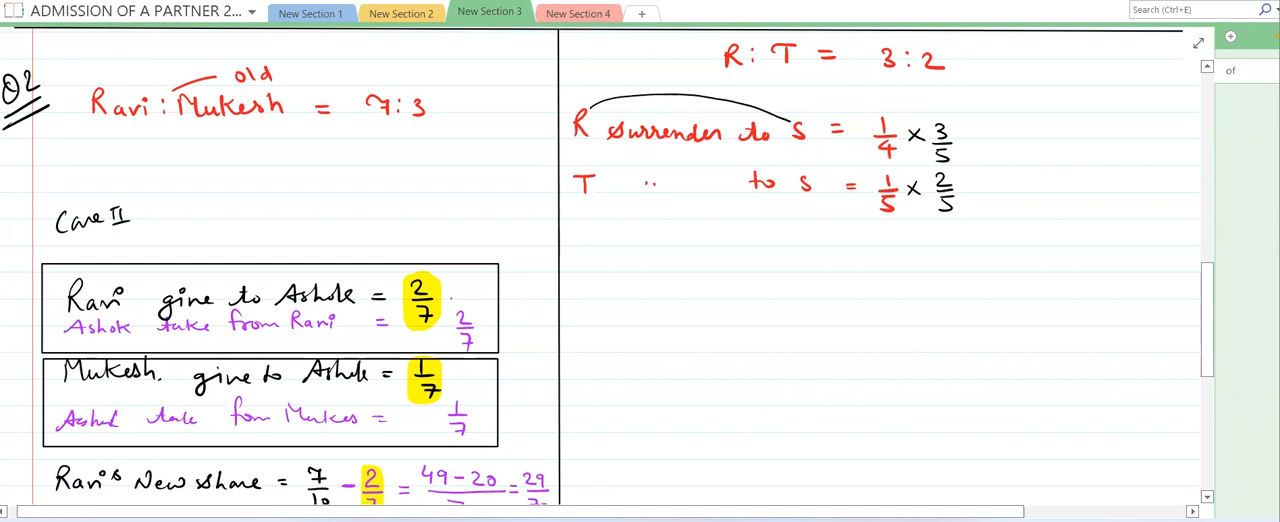 ADMISSION OF A PARTNER 2...
New Section 1
New Section 2
New Section 3
New Section 4
+
Search (Ctrl+E)
of
Q2
old
Ravi : Mukesh = 7:3
Case II
Ravi give to Ashok = 2/7
Ashok take from Ravi = 2/7
Mukesh. give to Ashok = 1/7
Ashok take from Mukes = 1/7
Ravi's New share = 7/10 - 2/7 = 49-20/7 = 29/7
R : T = 3:2
R surrender to S = 1/4 × 3/5
T " to S = 1/5 × 2/5